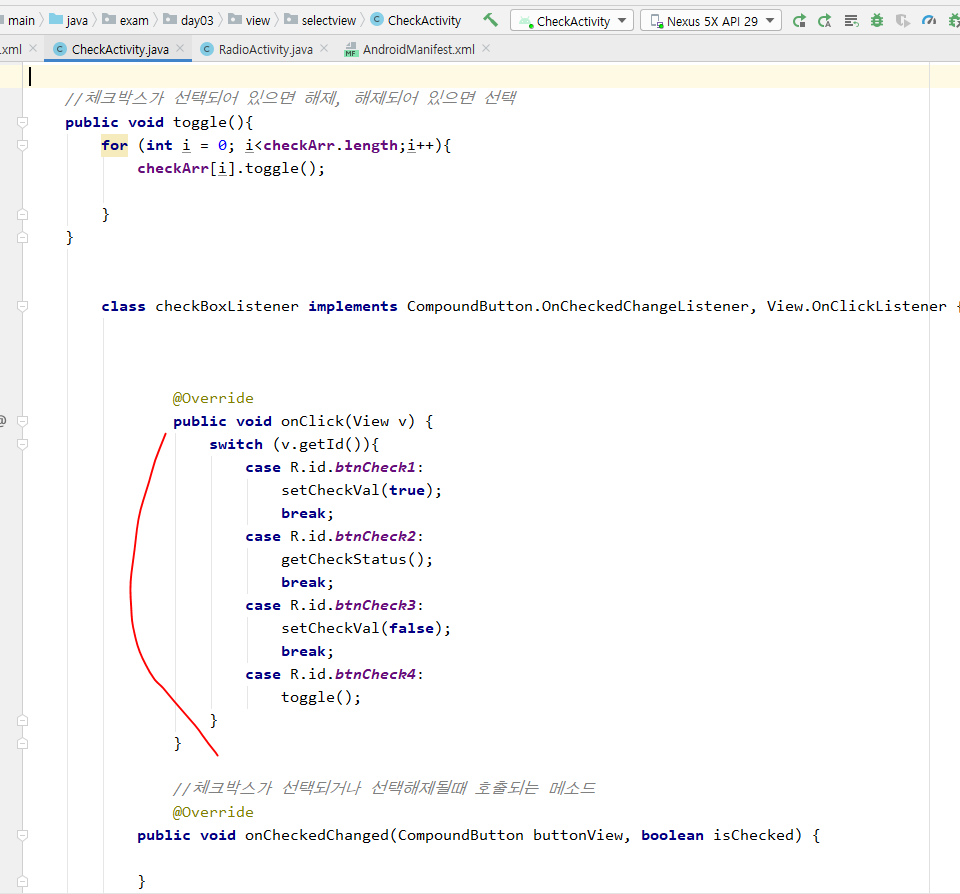 main java exam day03 view selectview CheckActivity CheckActivity Nexus 5X API 29
.xml CheckActivity.java RadioActivity.java AndroidManifest.xml
//체크박스가 선택되어 있으면 해제, 해제되어 있으면 선택
public void toggle(){
for (int i = 0; i<checkArr.length;i++){
checkArr[i].toggle();
}
}
class checkBoxListener implements CompoundButton.OnCheckedChangeListener, View.OnClickListener {
@Override
public void onClick(View v) {
switch (v.getId()){
case R.id.btnCheck1:
setCheckVal(true);
break;
case R.id.btnCheck2:
getCheckStatus();
break;
case R.id.btnCheck3:
setCheckVal(false);
break;
case R.id.btnCheck4:
toggle();
}
}
//체크박스가 선택되거나 선택해제될때 호출되는 메소드
@Override
public void onCheckedChanged(CompoundButton buttonView, boolean isChecked) {
}